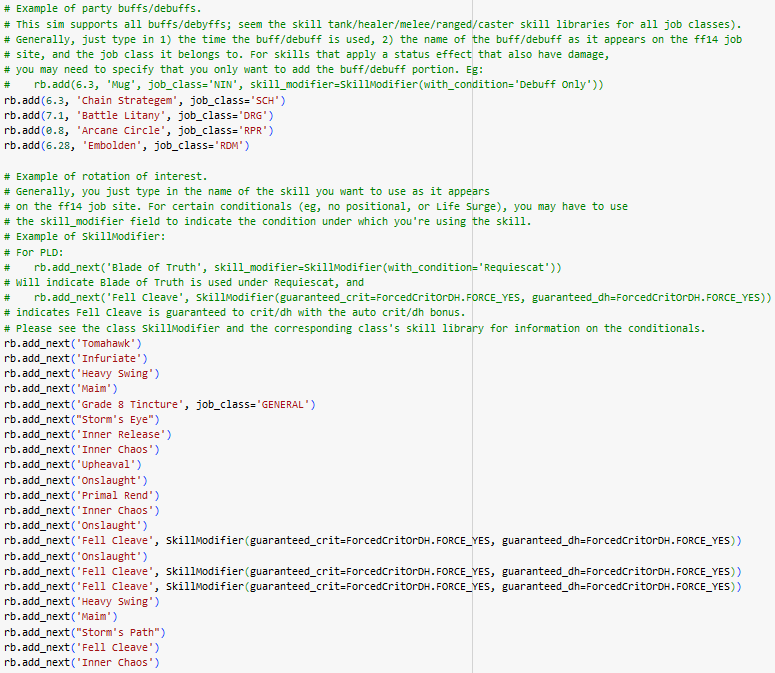 # Example of party buffs/debuffs.
# This sim supports all buffs/debyffs; seem the skill tank/healer/melee/ranged/caster skill libraries for all job classes).
# Generally, just type in 1) the time the buff/debuff is used, 2) the name of the buff/debuff as it appears on the ff14 job
# site, and the job class it belongs to. For skills that apply a status effect that also have damage,
# you may need to specify that you only want to add the buff/debuff portion. Eg:
#    rb.add(6.3, 'Mug', job_class='NIN', skill_modifier=SkillModifier(with_condition='Debuff Only'))
rb.add(6.3, 'Chain Strategem', job_class='SCH')
rb.add(7.1, 'Battle Litany', job_class='DRG')
rb.add(0.8, 'Arcane Circle', job_class='RPR')
rb.add(6.28, 'Embolden', job_class='RDM')
# Example of rotation of interest.
# Generally, you just type in the name of the skill you want to use as it appears
# on the ff14 job site. For certain conditionals (eg, no positional, or Life Surge), you may have to use
# the skill_modifier field to indicate the condition under which you're using the skill.
# Example of SkillModifier:
# For PLD:
#    rb.add_next('Blade of Truth', skill_modifier=SkillModifier(with_condition='Requiescat'))
# Will indicate Blade of Truth is used under Requiescat, and
#    rb.add_next('Fell Cleave', SkillModifier(guaranteed_crit=ForcedCritOrDH.FORCE_YES, guaranteed_dh=ForcedCritOrDH.FORCE_YES))
# indicates Fell Cleave is guaranteed to crit/dh with the auto crit/dh bonus.
# Please see the class SkillModifier and the corresponding class's skill library for information on the conditionals.
rb.add_next('Tomahawk')
rb.add_next('Infuriate')
rb.add_next('Heavy Swing')
rb.add_next('Maim')
rb.add_next('Grade 8 Tincture', job_class='GENERAL')
rb.add_next("Storm's Eye")
rb.add_next('Inner Release')
rb.add_next('Inner Chaos')
rb.add_next('Upheaval')
rb.add_next('Onslaught')
rb.add_next('Primal Rend')
rb.add_next('Inner Chaos')
rb.add_next('Onslaught')
rb.add_next('Fell Cleave', SkillModifier(guaranteed_crit=ForcedCritOrDH.FORCE_YES, guaranteed_dh=ForcedCritOrDH.FORCE_YES))
rb.add_next('Onslaught')
rb.add_next('Fell Cleave', SkillModifier(guaranteed_crit=ForcedCritOrDH.FORCE_YES, guaranteed_dh=ForcedCritOrDH.FORCE_YES))
rb.add_next('Fell Cleave', SkillModifier(guaranteed_crit=ForcedCritOrDH.FORCE_YES, guaranteed_dh=ForcedCritOrDH.FORCE_YES))
rb.add_next('Heavy Swing')
rb.add_next('Maim')
rb.add_next("Storm's Path")
rb.add_next('Fell Cleave')
rb.add_next('Inner Chaos')